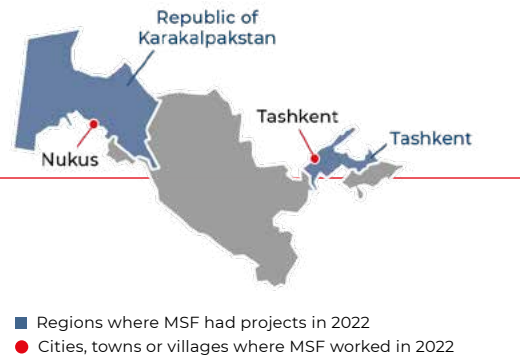 Republic of
Karakalpakstan
Tashkent
Tashkent
Nukus
Regions where MSF had projects in 2022
Cities, towns or villages where MSF worked in 2022